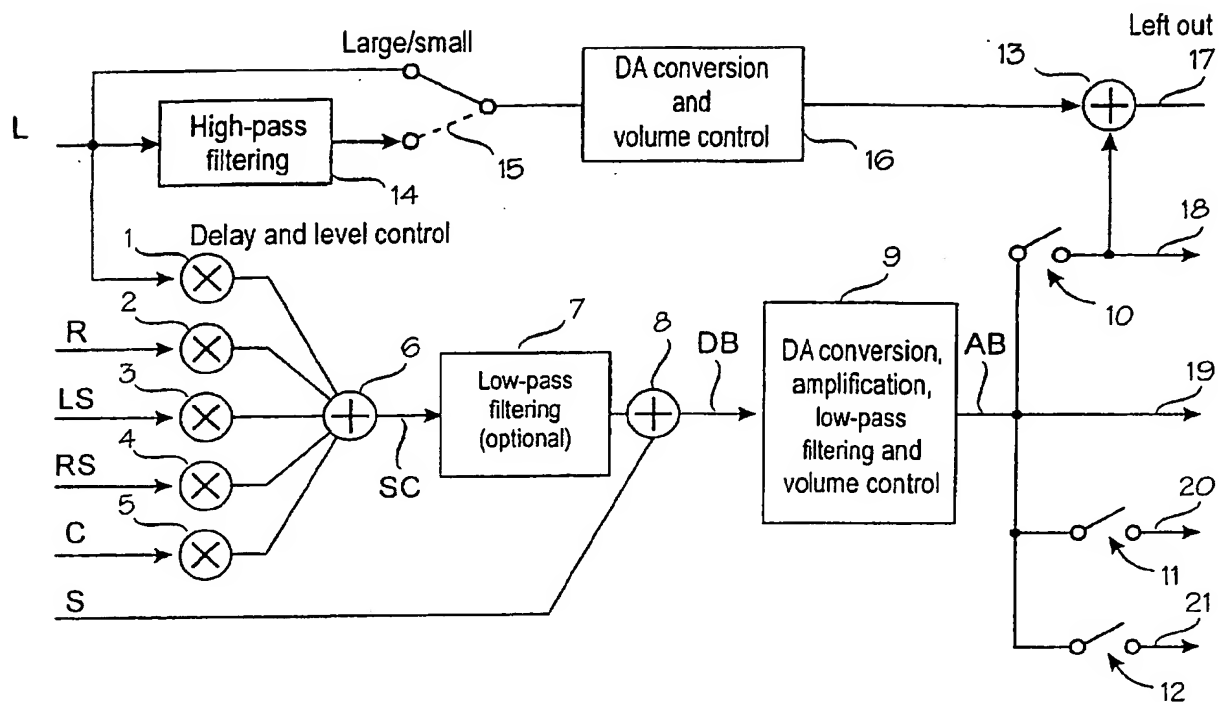 Left out
Large/small
13
17
DA conversion
and
volume control
L
High-pass
filtering
15
16
14
18
1
Delay and level control
9
10
2
R
7
8
DB
DA conversion,
amplification,
low-pass
filtering and
volume control
AB
3
6
Low-pass
filtering
(optional)
19
LS
4
RS
SC
5
20
C
11
S
21
12